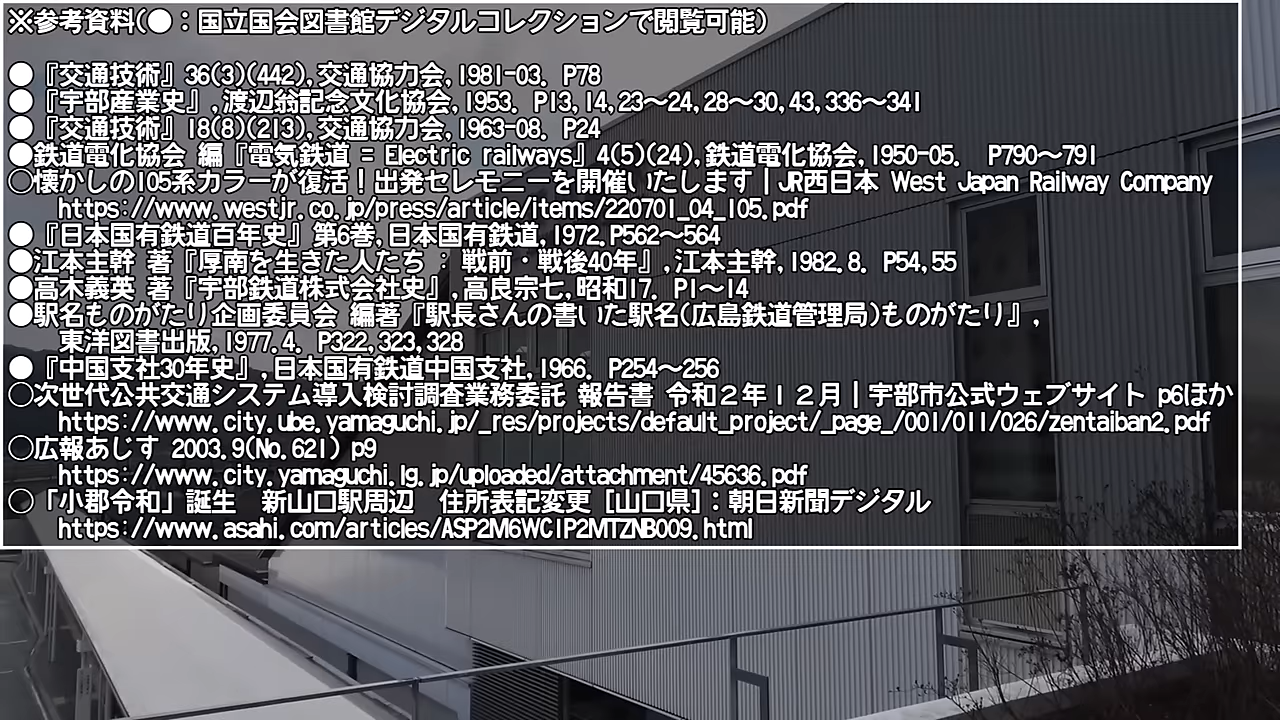 ※参考資料(●：国立国会図書館デジタルコレクションで閲覧可能)
●『交通技術』36(3)(442),交通協力会,1981-03. P78
●『宇部産業史』,渡辺翁記念文化協会,1953. P13,14,23～24,28～30,43,336～341
●『交通技術』18(8)(213),交通協力会,1963-08. P24
●鉄道電化協会 編『電気鉄道 = Electric railways』4(5)(24),鉄道電化協会,1950-05. P790～791
○懐かしの105系カラーが復活！出発セレモニーを開催いたします｜JR西日本 West Japan Railway Company
https://www.westjr.co.jp/press/article/items/220701_04_105.pdf
●『日本国有鉄道百年史』第6巻,日本国有鉄道,1972.P562～564
●江本主幹 著『厚南を生きた人たち : 戦前・戦後40年』,江本主幹,1982.8. P54,55
●高木義英 著『宇部鉄道株式会社史』,高良宗七,昭和17. P1～14
●駅名ものがたり企画委員会 編著『駅長さんの書いた駅名(広島鉄道管理局)ものがたり』,
東洋図書出版,1977.4. P322,323,328
●『中国支社30年史』,日本国有鉄道中国支社,1966. P254～256
○次世代公共交通システム導入検討調査業務委託 報告書 令和２年１２月｜宇部市公式ウェブサイト p6ほか
https://www.city.ube.yamaguchi.jp/_res/projects/default_project/_page_/001/011/026/zentaiban2.pdf
○広報あじす 2003.9(No.621) p9
https://www.city.yamaguchi.lg.jp/uploaded/attachment/45636.pdf
○「小郡令和」誕生　新山口駅周辺　住所表記変更 [山口県]：朝日新聞デジタル
https://www.asahi.com/articles/ASP2M6WC1P2MTZNB009.html